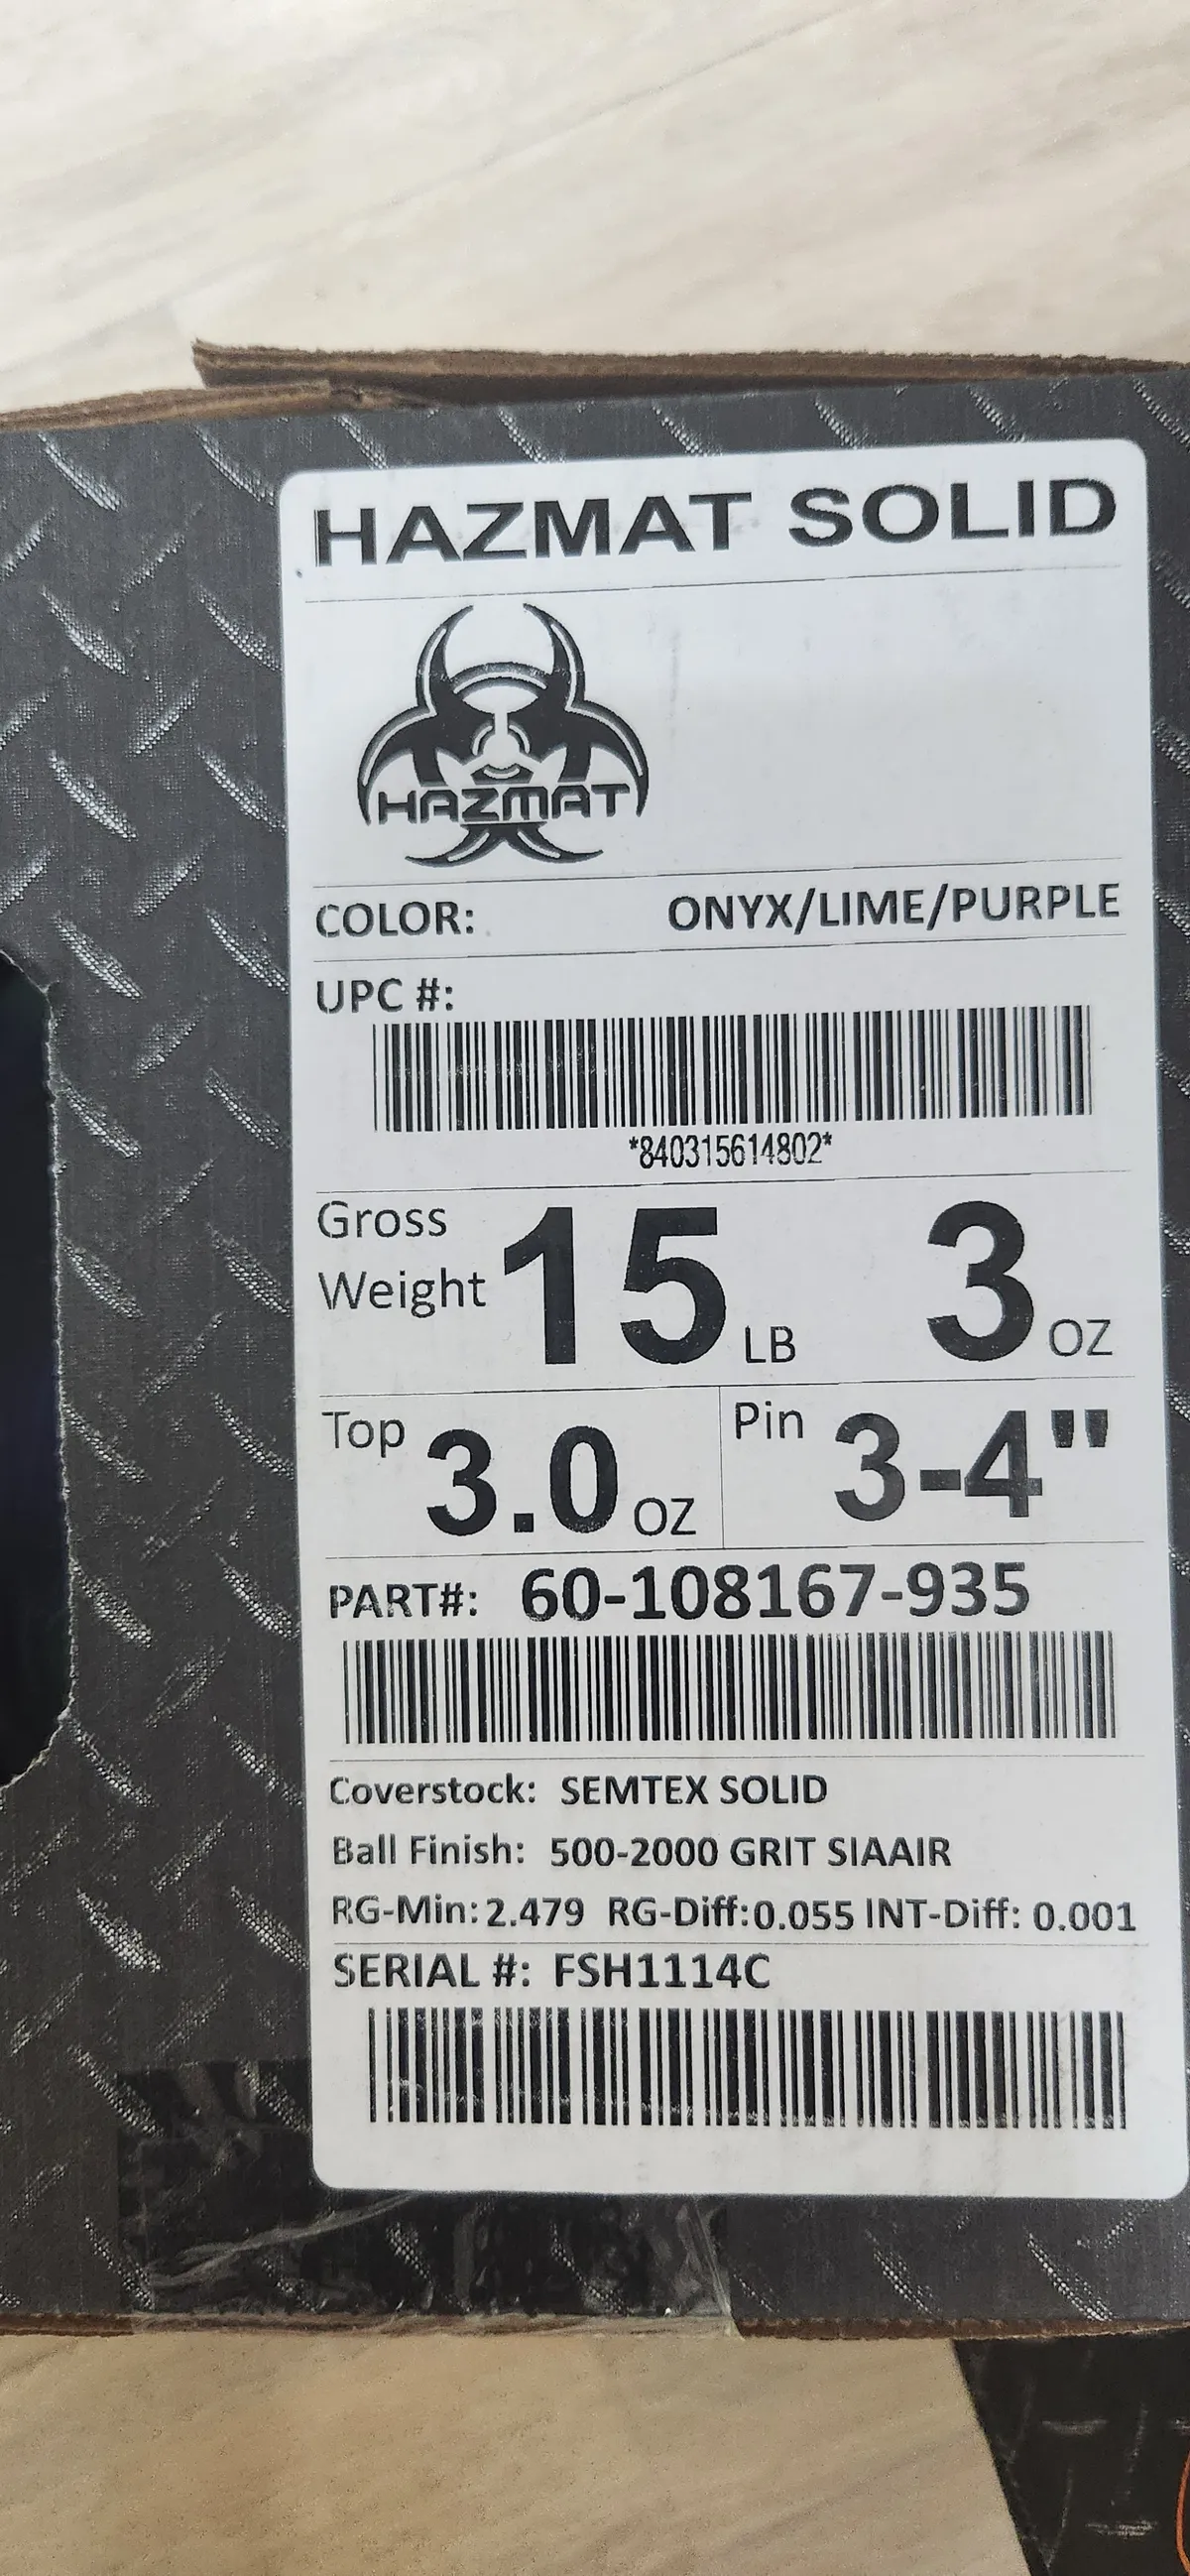 HAZMAT SOLID
HAZMAT
COLOR: ONYX/LIME/PURPLE
UPC #:
*840315614802*
Gross Weight 15 LB 3 OZ
Top 3.0 OZ Pin 3-4"
PART#: 60-108167-935
Coverstock: SEMTEX SOLID
Ball Finish: 500-2000 GRIT SIAAIR
RG-Min: 2.479 RG-Diff: 0.055 INT-Diff: 0.001
SERIAL #: FSH1114C